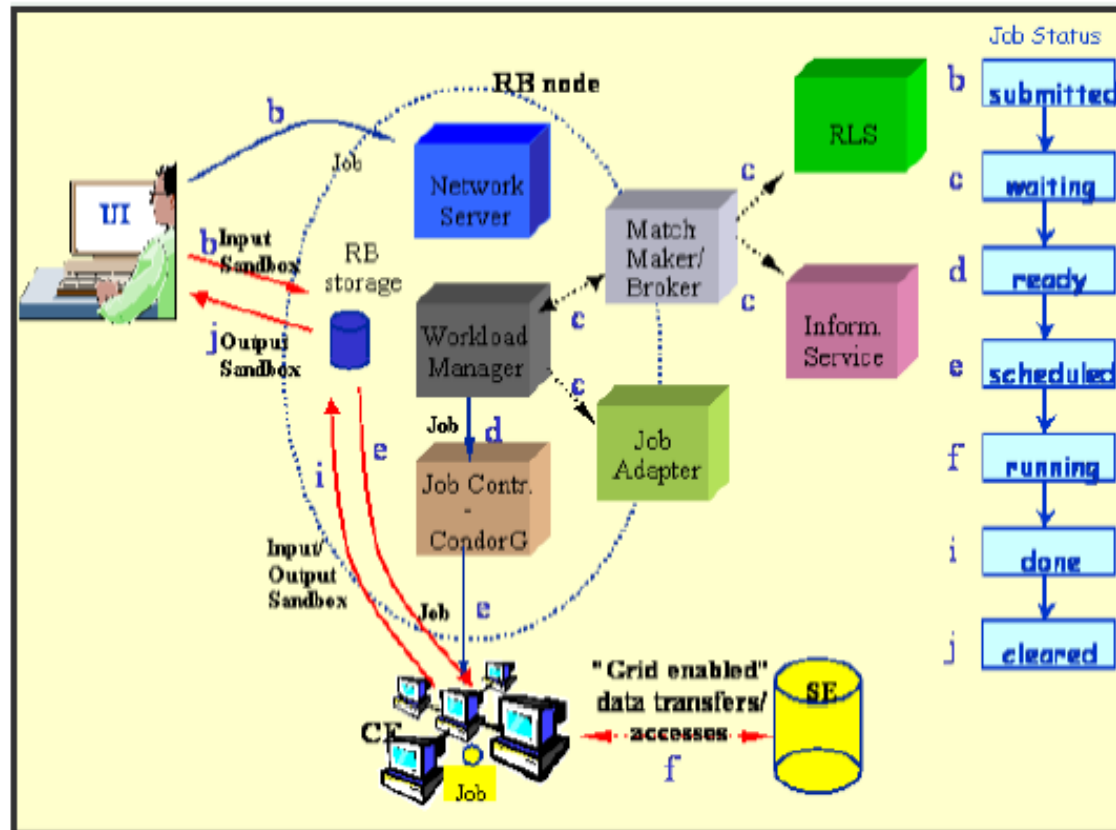 Job Status
RB node
b
submitted
b
Job
RLS
UI
Network
Server
c
c
waiting
Match
Maker/
Broker
b
Input
Sandbox
RB
storage
d
ready
c
c
j
Output
Sandbox
Workload
Manager
Inform.
Service
e
scheduled
c
Job
d
e
i
Job Contr.
-
CondorG
Job
Adapter
f
running
Input/
Output
Sandbox
i
done
Job
e
j
cleared
"Grid enabled"
data transfers/
accesses
SE
CE
f
Job